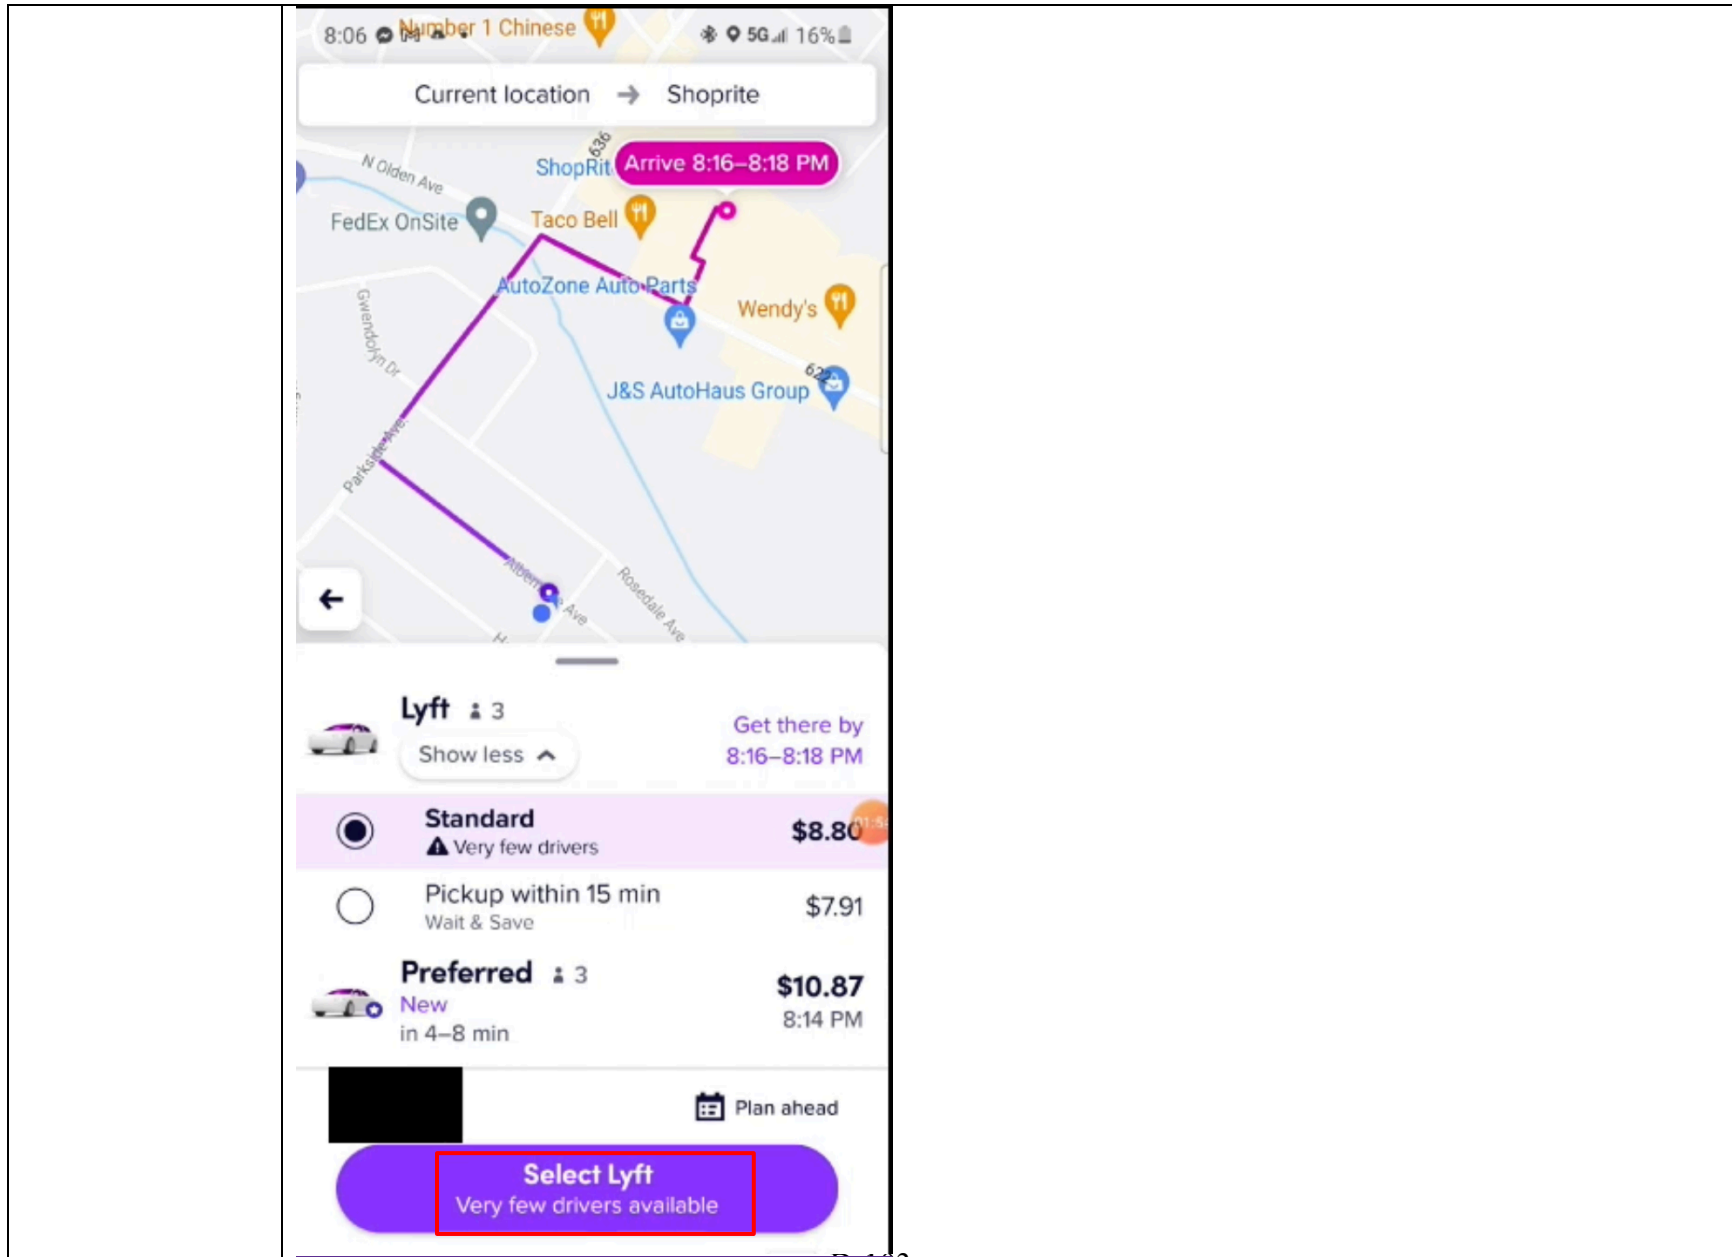 8:06
Number 1 Chinese
5G 16%
Current location → Shoprite
636
N Olden Ave
ShopRit
Arrive 8:16–8:18 PM
FedEx OnSite
Taco Bell
AutoZone Auto Parts
Gwendolyn Dr
Wendy's
622
J&S AutoHaus Group
Parkside Ave
Ave
Rosedale Ave
Lyft 3
Show less
Get there by
8:16–8:18 PM
Standard
Very few drivers
$8.80
Pickup within 15 min
Wait & Save
$7.91
Preferred 3
New
in 4–8 min
$10.87
8:14 PM
Plan ahead
Select Lyft
Very few drivers available